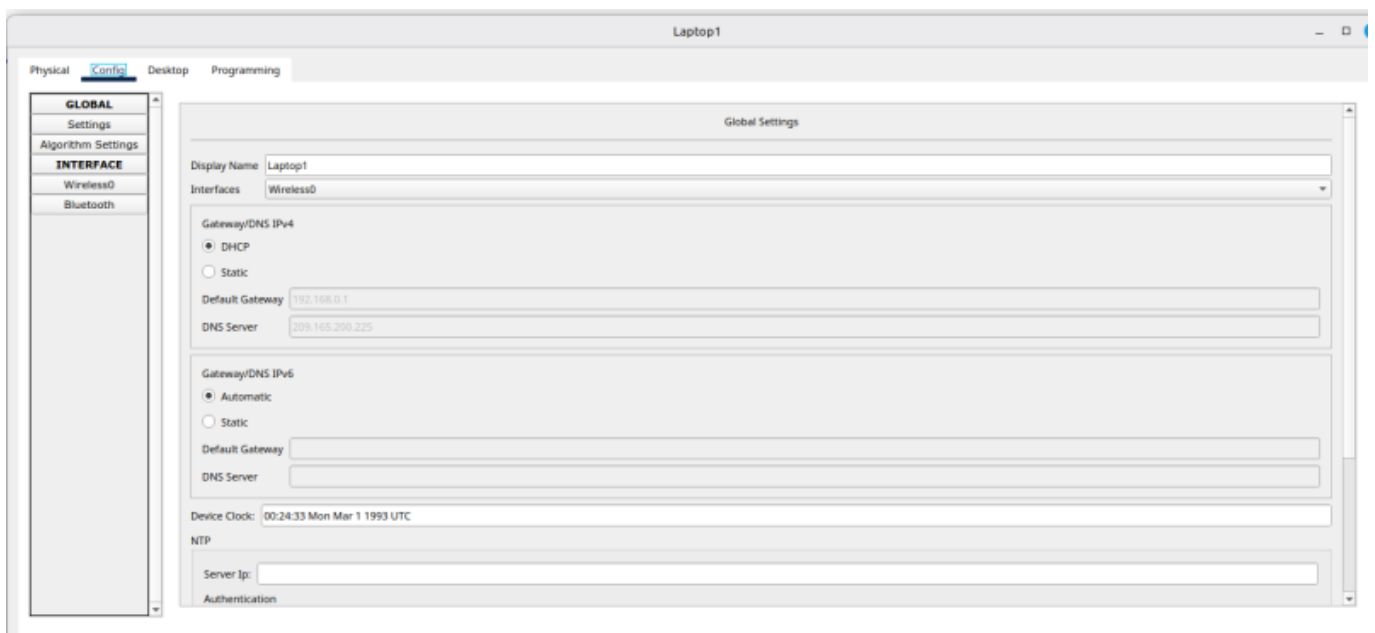 Laptop1
Physical Config Desktop Programming
GLOBAL
Settings
Algorithm Settings
INTERFACE
Wireless0
Bluetooth
Global Settings
Display Name Laptop1
Interfaces Wireless0
Gateway/DNS IPv4
DHCP
Static
Default Gateway 192.168.0.1
DNS Server 209.165.200.225
Gateway/DNS IPv6
Automatic
Static
Default Gateway
DNS Server
Device Clock: 00:24:33 Mon Mar 1 1993 UTC
NTP
Server Ip:
Authentication